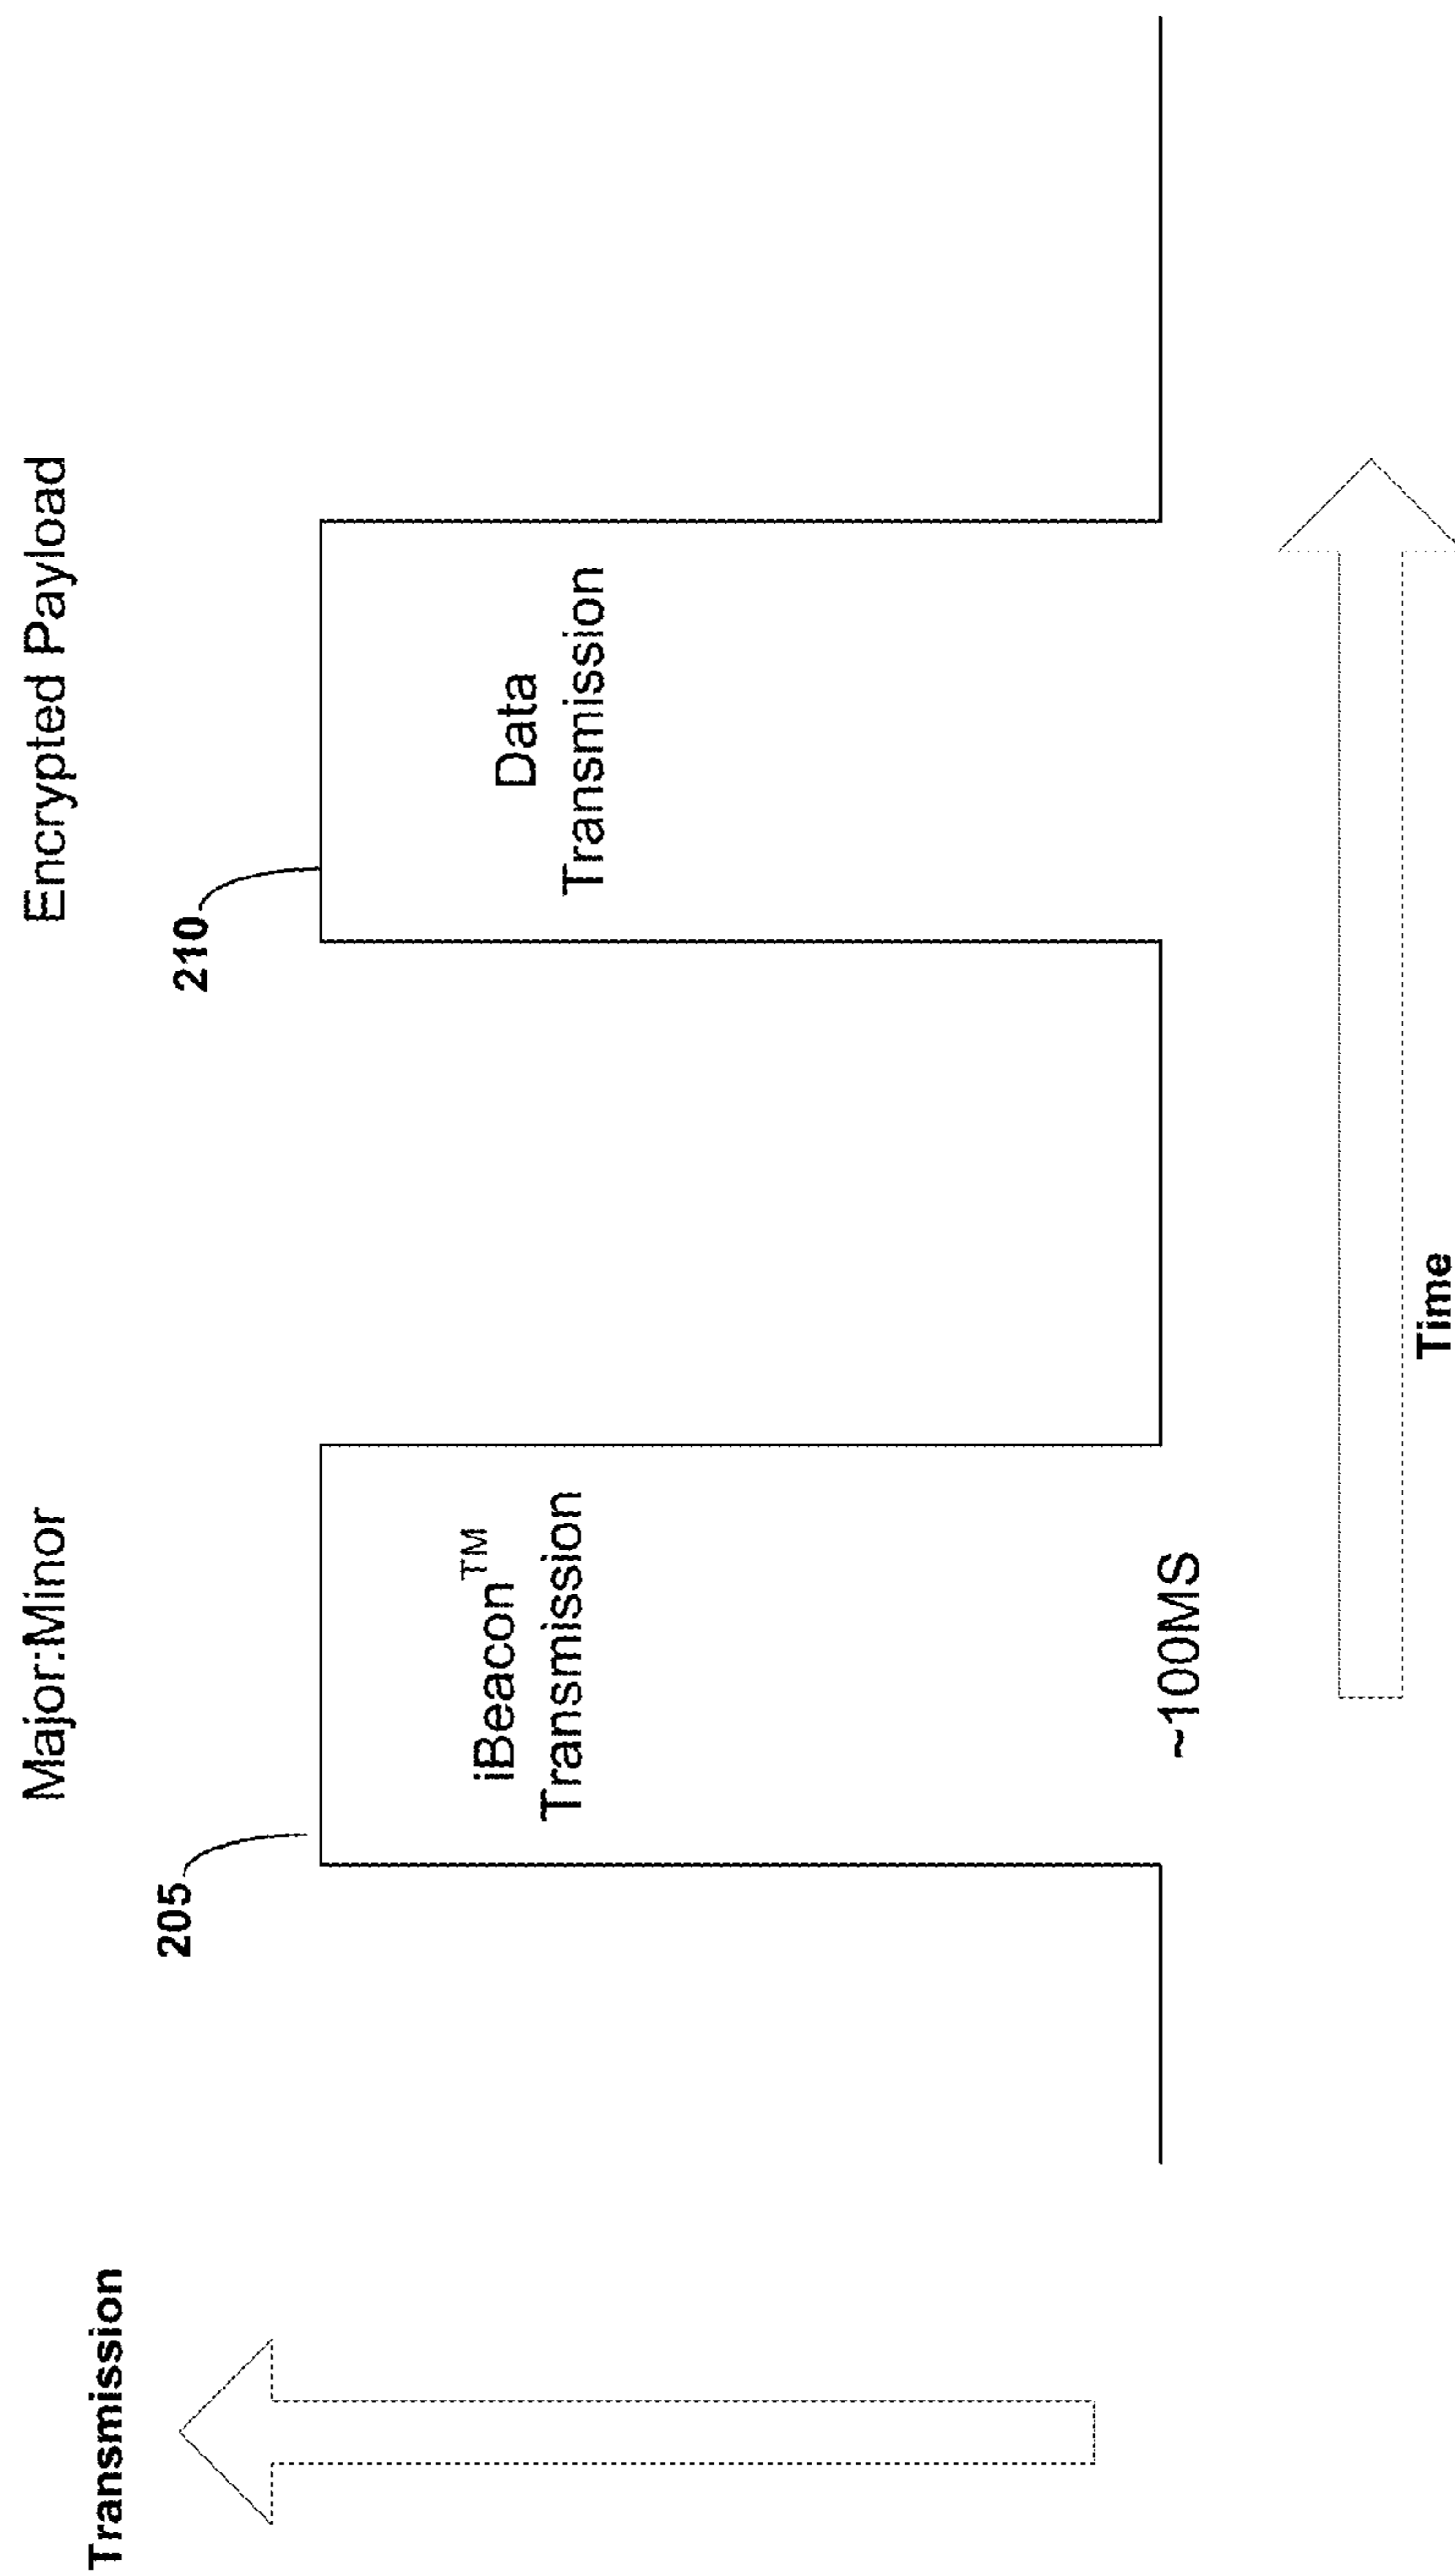 Transmission
Major:Minor
Encrypted Payload
205
210
iBeacon™
Transmission
Data
Transmission
~100MS
Time